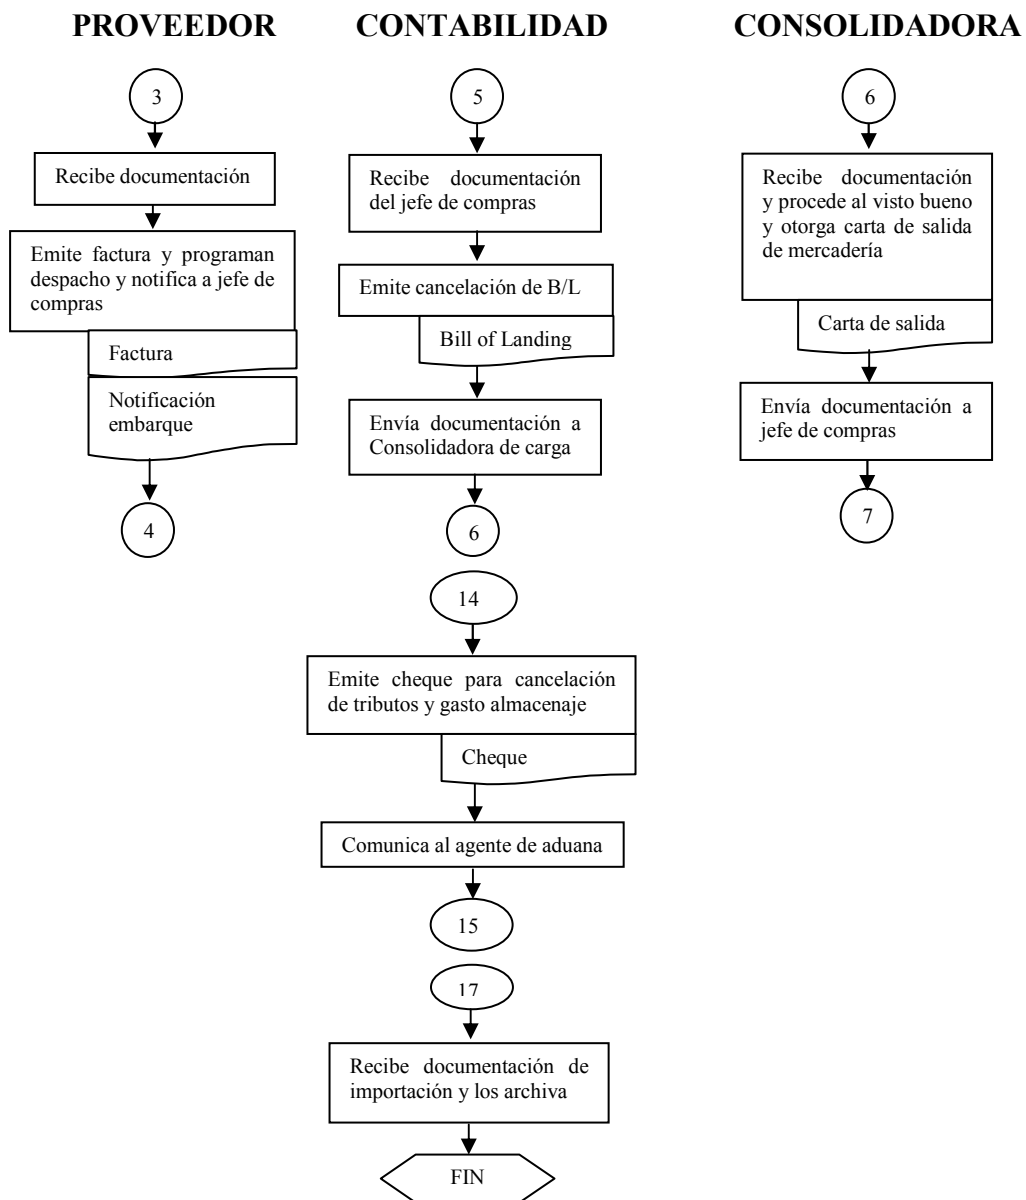 PROVEEDOR
CONTABILIDAD
CONSOLIDADORA
3
Recibe documentación
Emite factura y programan
despacho y notifica a jefe de
compras
Factura
Notificación
embarque
4
5
Recibe documentación
del jefe de compras
Emite cancelación de B/L
Bill of Landing
Envía documentación a
Consolidadora de carga
6
14
Emite cheque para cancelación
de tributos y gasto almacenaje
Cheque
Comunica al agente de aduana
15
17
Recibe documentación de
importación y los archiva
FIN
6
Recibe documentación
y procede al visto bueno
y otorga carta de salida
de mercadería
Carta de salida
Envía documentación a
jefe de compras
7